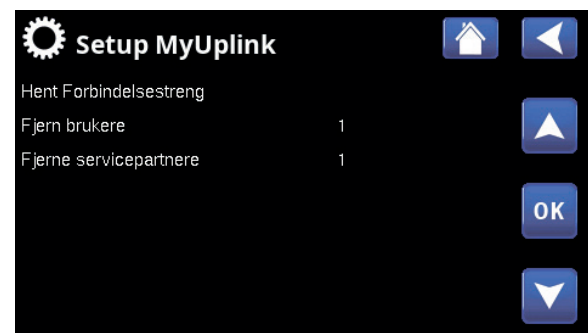 Setup MyUplink
Hent Forbindelsestreng
Fjern brukere 1
Fjerne servicepartnere 1
OK